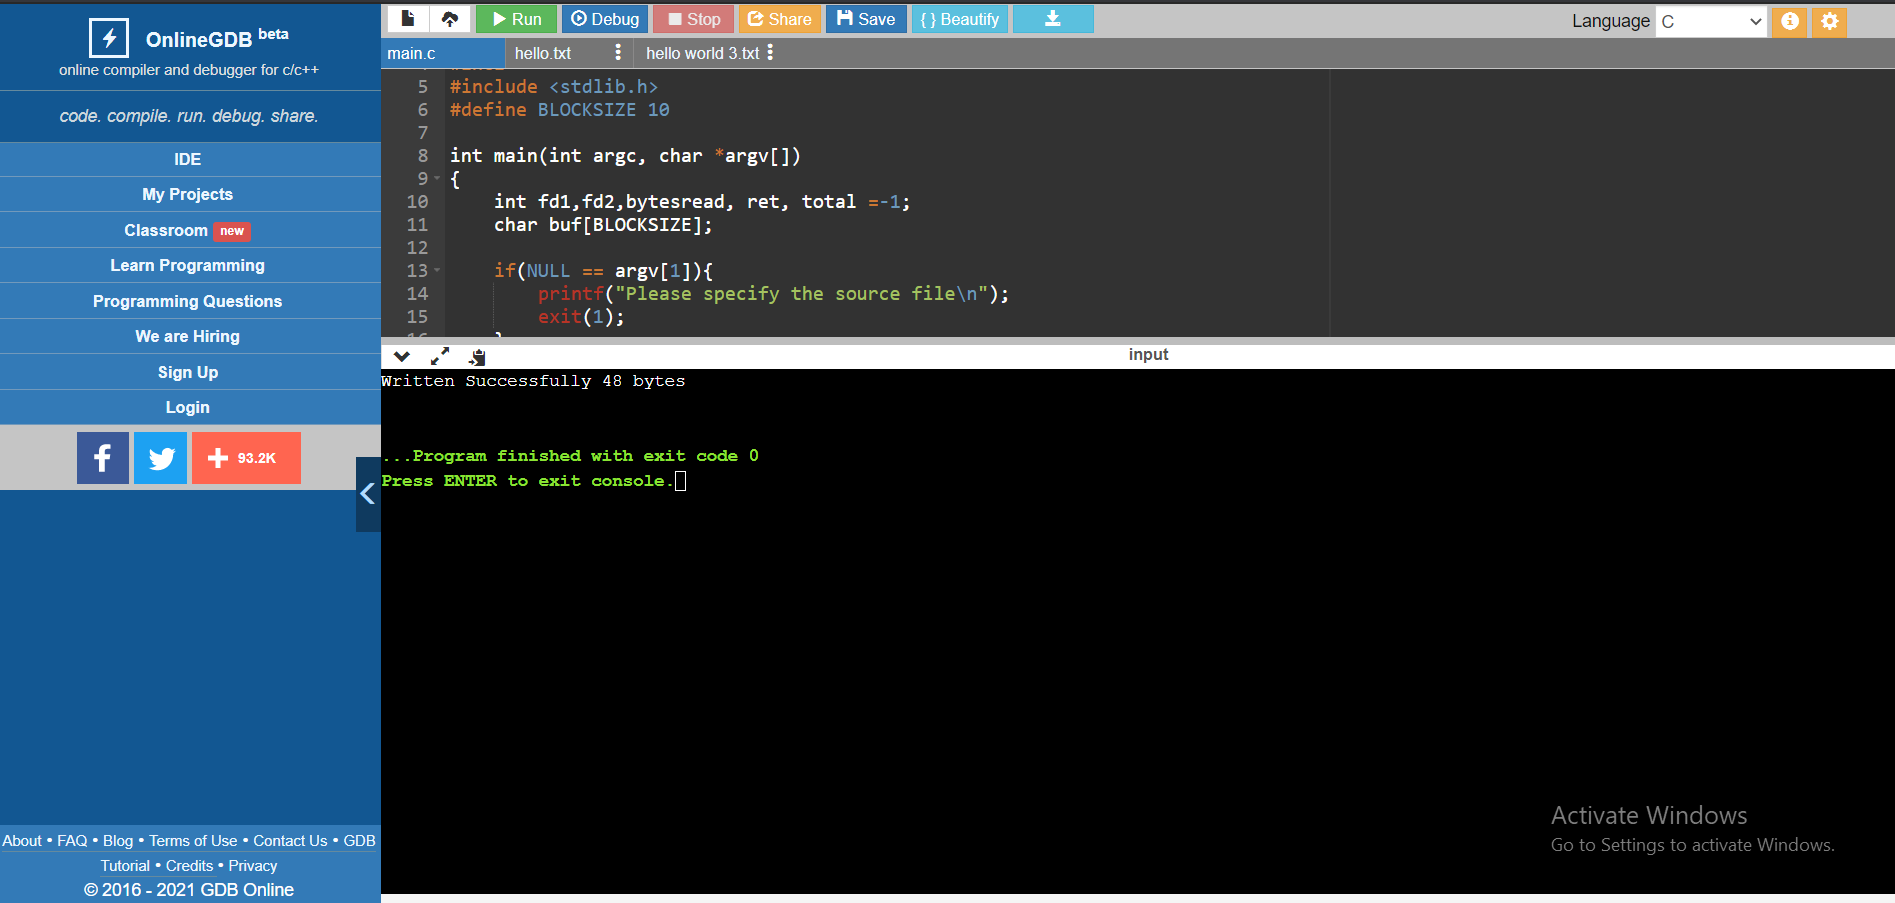 OnlineGDB beta
online compiler and debugger for c/c++
code. compile. run. debug. share.
IDE
My Projects
Classroom new
Learn Programming
Programming Questions
We are Hiring
Sign Up
Login
93.2K
About • FAQ • Blog • Terms of Use • Contact Us • GDB
Tutorial • Credits • Privacy
© 2016 - 2021 GDB Online
Run Debug Stop Share Save { } Beautify
Language C
main.c hello.txt hello world 3.txt
5 #include <stdlib.h>
6 #define BLOCKSIZE 10
7
8 int main(int argc, char *argv[])
9 {
10 int fd1,fd2,bytesread, ret, total =-1;
11 char buf[BLOCKSIZE];
12
13 if(NULL == argv[1]){
14 printf("Please specify the source file\n");
15 exit(1);
input
Written Successfully 48 bytes
...Program finished with exit code 0
Press ENTER to exit console.
Activate Windows
Go to Settings to activate Windows.